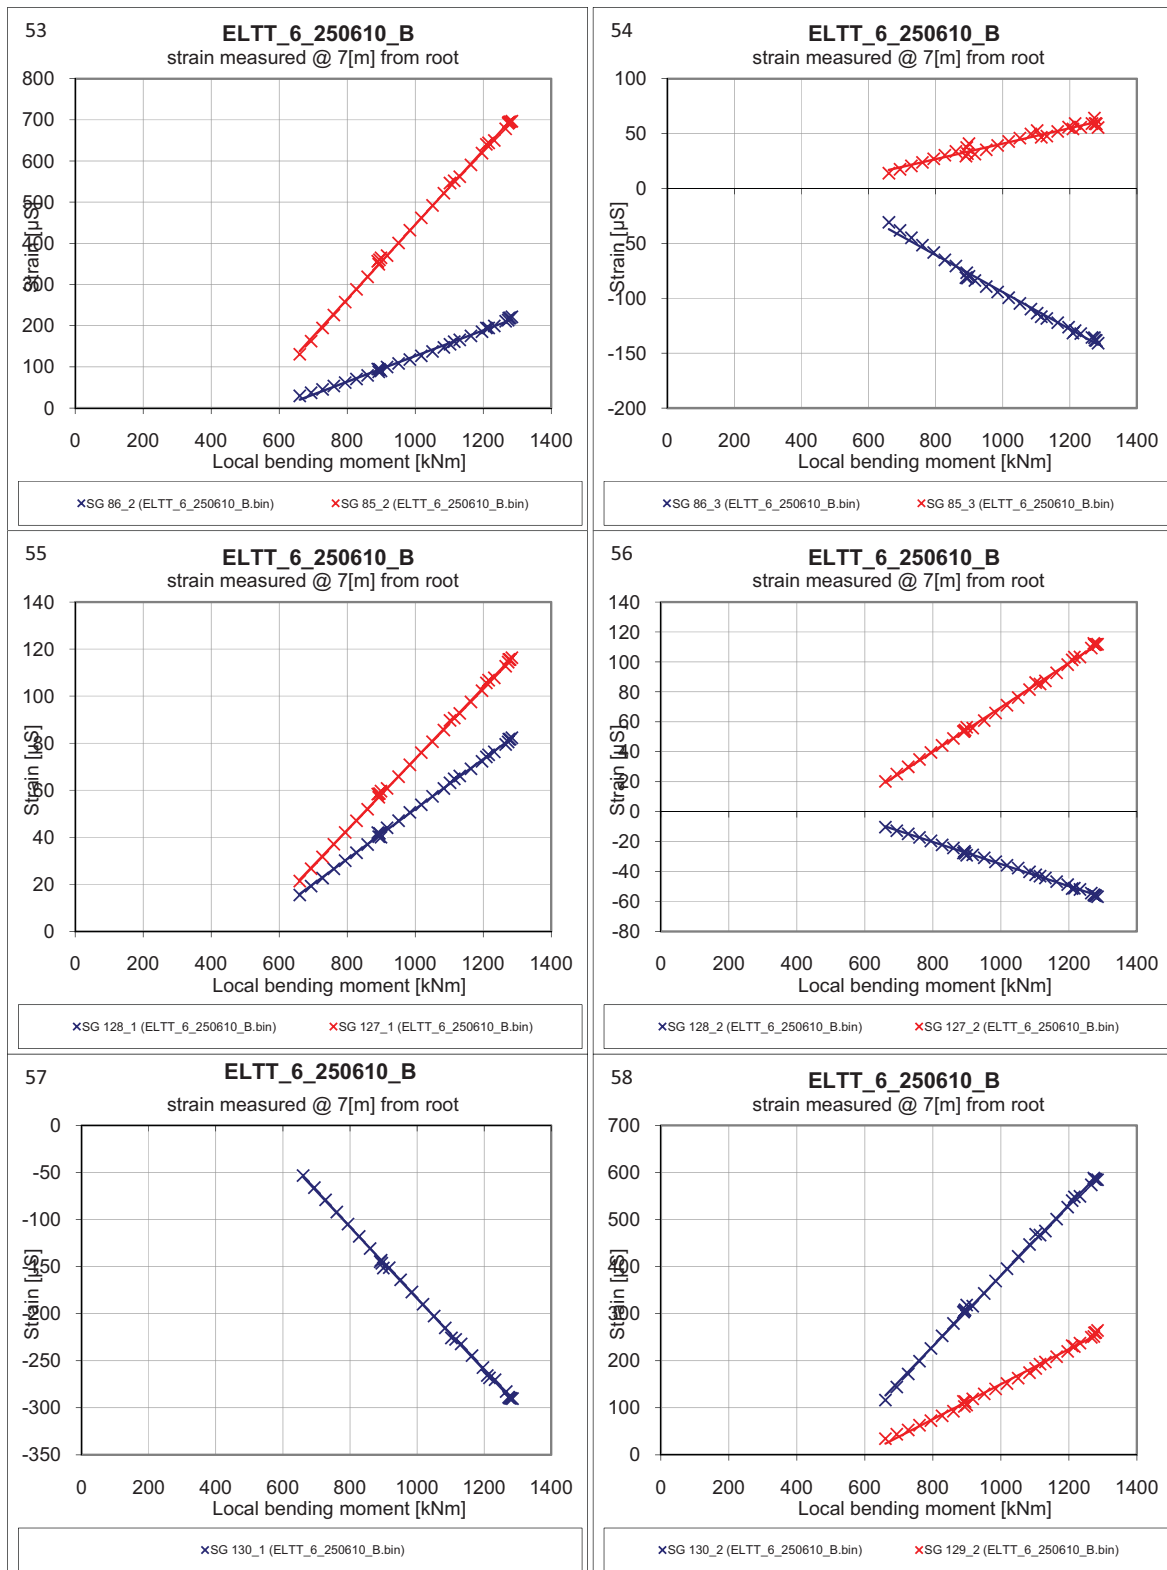 53
ELTT_6_250610_B
strain measured @ 7[m] from root
800
700
600
500
400
300
200
100
0
Strain [µS]
0 200 400 600 800 1000 1200 1400
Local bending moment [kNm]
SG 86_2 (ELTT_6_250610_B.bin) SG 85_2 (ELTT_6_250610_B.bin)
54
ELTT_6_250610_B
strain measured @ 7[m] from root
100
50
0
-50
-100
-150
-200
Strain [µS]
0 200 400 600 800 1000 1200 1400
Local bending moment [kNm]
SG 86_3 (ELTT_6_250610_B.bin) SG 85_3 (ELTT_6_250610_B.bin)
55
ELTT_6_250610_B
strain measured @ 7[m] from root
140
120
100
80
60
40
20
0
Strain [µS]
0 200 400 600 800 1000 1200 1400
Local bending moment [kNm]
SG 128_1 (ELTT_6_250610_B.bin) SG 127_1 (ELTT_6_250610_B.bin)
56
ELTT_6_250610_B
strain measured @ 7[m] from root
140
120
100
80
60
40
20
0
-20
-40
-60
-80
Strain [µS]
0 200 400 600 800 1000 1200 1400
Local bending moment [kNm]
SG 128_2 (ELTT_6_250610_B.bin) SG 127_2 (ELTT_6_250610_B.bin)
57
ELTT_6_250610_B
strain measured @ 7[m] from root
0
-50
-100
-150
-200
-250
-300
-350
Strain [µS]
0 200 400 600 800 1000 1200 1400
Local bending moment [kNm]
SG 130_1 (ELTT_6_250610_B.bin)
58
ELTT_6_250610_B
strain measured @ 7[m] from root
700
600
500
400
300
200
100
0
Strain [µS]
0 200 400 600 800 1000 1200 1400
Local bending moment [kNm]
SG 130_2 (ELTT_6_250610_B.bin) SG 129_2 (ELTT_6_250610_B.bin)